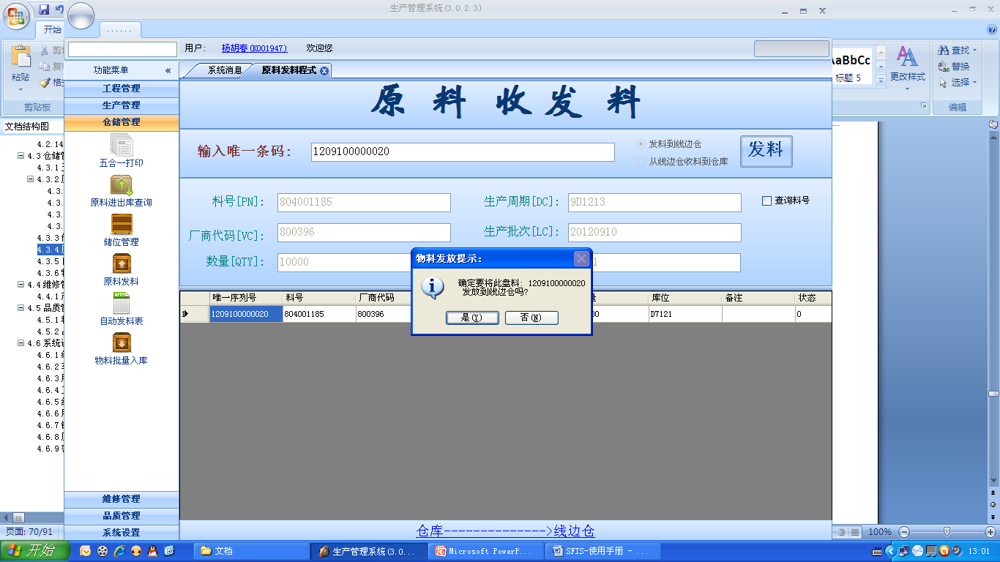 生产管理系统(3.0.2.3)
开始
......
粘贴
剪贴板
用户： 杨胡春(K001947) 欢迎您
aBbCc
标题 5
更改样式
查找
替换
选择
编辑
文档结构图
功能菜单 «
工程管理
生产管理
仓储管理
五合一打印
原料进出库查询
储位管理
原料发料
自动发料表
物料批量入库
维修管理
品质管理
系统设置
4.2.14
4.3 仓储管
4.3.1
4.3.2
4.3.
4.3.
4.3.
4.3.
4.3.3
4.3.4
4.3.5
4.3.6
4.4 维修管
4.4.1
4.5 品质管
4.5.1
4.5.2
4.6 系统设
4.6.1
4.6.2
4.6.3
4.6.4
4.6.5
4.6.6
4.6.7
4.6.8
4.6.9
系统消息 原料发料程式
原 料 收 发 料
输入唯一条码： 1209100000020
发料到线边仓
从线边仓收料到仓库
发料
料号[PN]： 804001185
生产周期[DC]： 9D1213
查询料号
厂商代码[VC]： 800396
生产批次[LC]： 20120910
数量[QTY]： 10000
物料发放提示：
确定要将此盘料：1209100000020
发放到线边仓吗？
是(Y) 否(N)
唯一序列号 料号 厂商代码 库位 备注 状态
1209100000020 804001185 800396 D7121 0
仓库-------------->线边仓
页面: 70/91
100%
开始
文档
生产管理系统(3.0...
Microsoft PowerP...
SFIS-使用手册 - ...
13:01